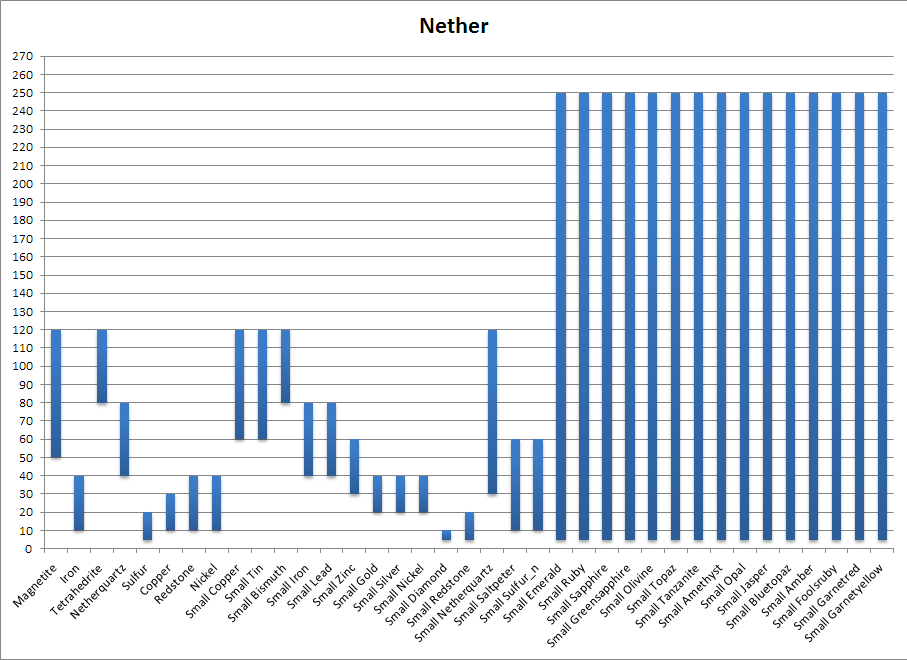 Nether
270
260
250
240
230
220
210
200
190
180
170
160
150
140
130
120
110
100
90
80
70
60
50
40
30
20
10
0
Magnetite
Iron
Tetrahedrite
Netherquartz
Sulfur
Copper
Redstone
Nickel
Small Copper
Small Tin
Small Bismuth
Small Iron
Small Lead
Small Zinc
Small Gold
Small Silver
Small Nickel
Small Diamond
Small Redstone
Small Netherquartz
Small Saltpeter
Small Sulfur_n
Small Emerald
Small Ruby
Small Sapphire
Small Greensapphire
Small Olivine
Small Topaz
Small Tanzanite
Small Amethyst
Small Opal
Small Jasper
Small Bluetopaz
Small Amber
Small Foolsruby
Small Garnetred
Small Garnetyellow